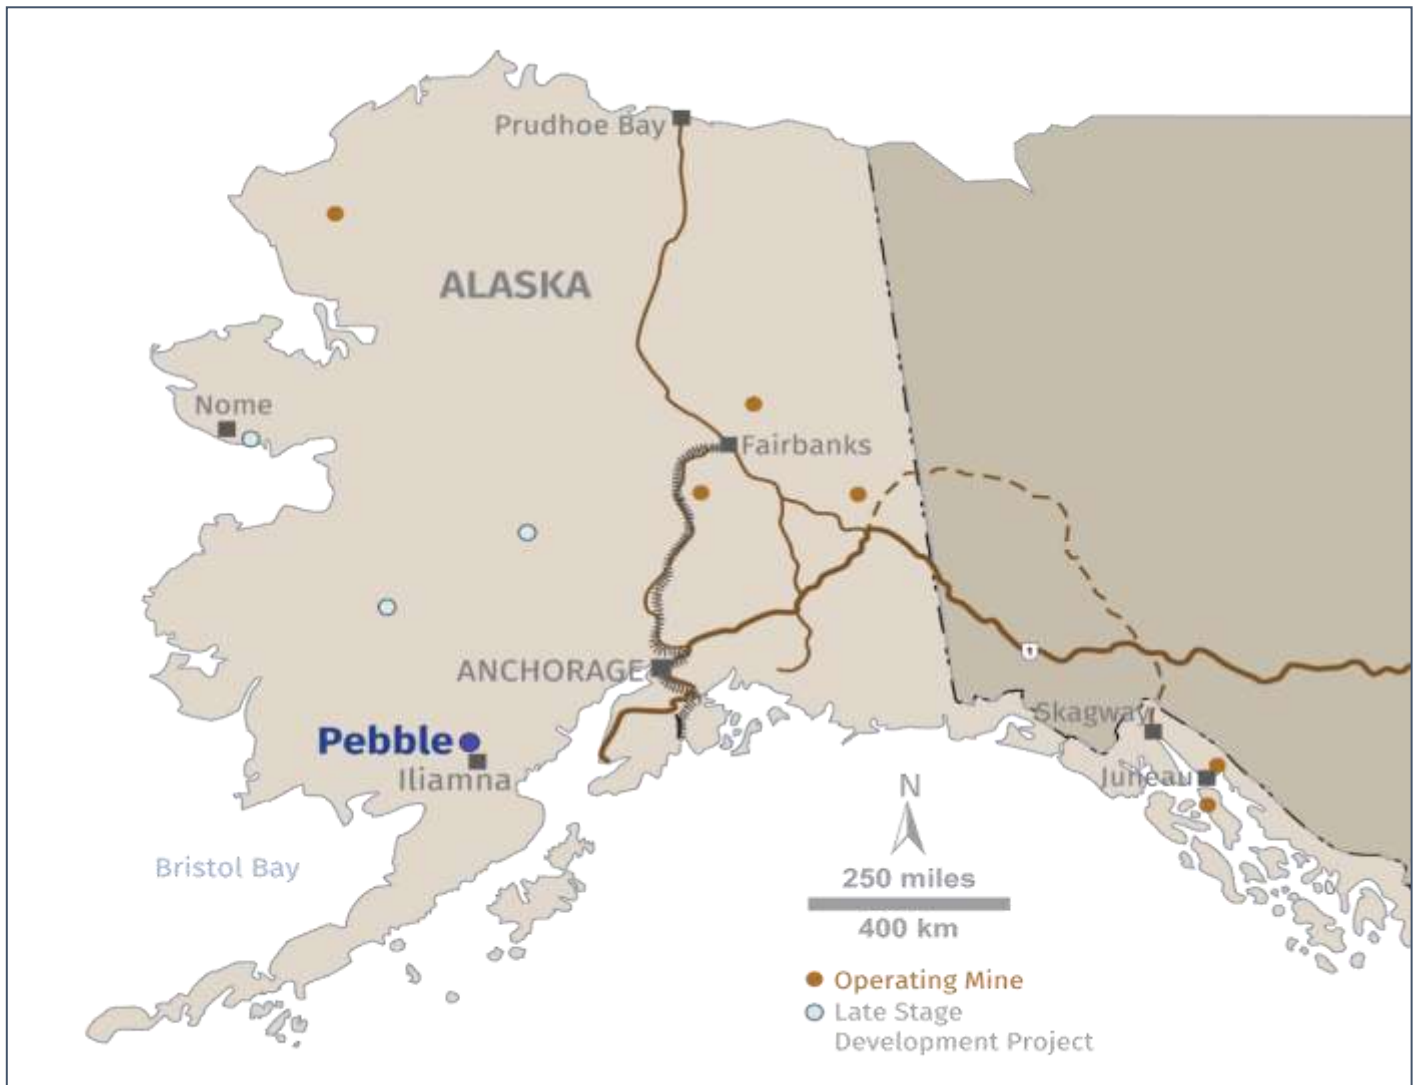 Prudhoe Bay
ALASKA
Nome
Fairbanks
ANCHORAGE
Pebble
Iliamna
Skagway
Juneau
Bristol Bay
N
250 miles
400 km
Operating Mine
Late Stage
Development Project